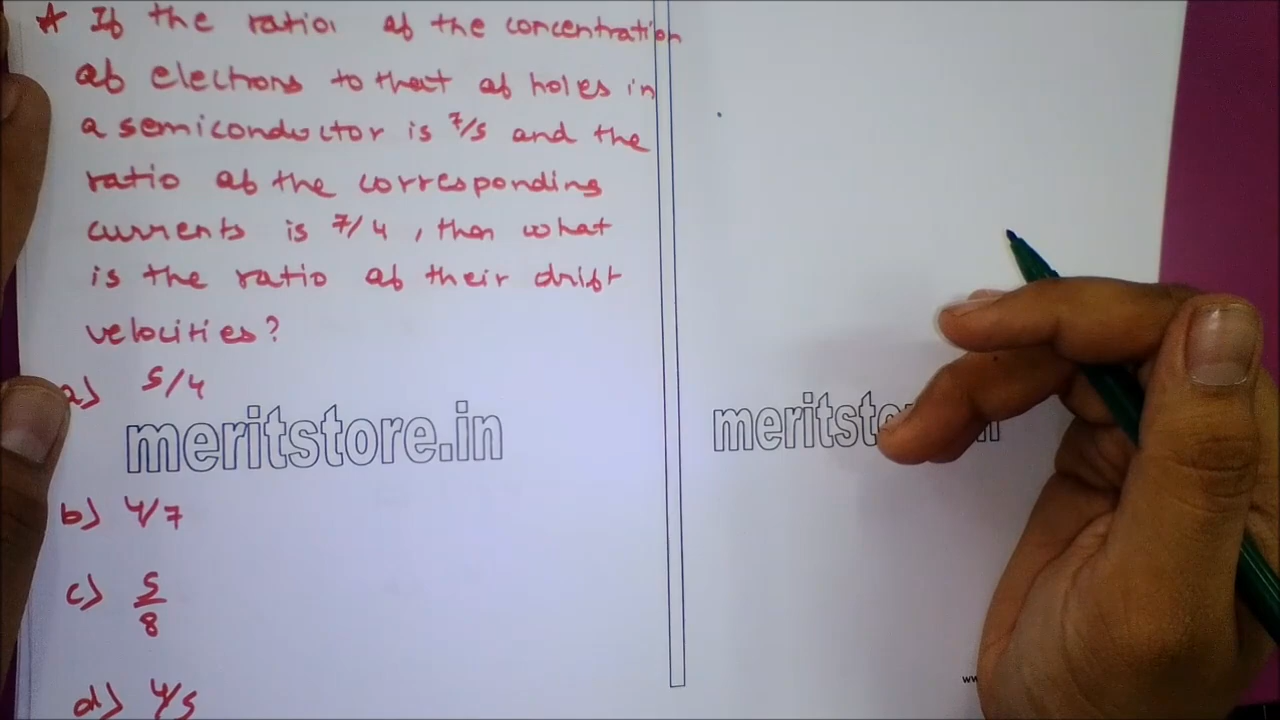 * If the ratio of the concentration
of electrons to that of holes in
a semiconductor is 7/5 and the
ratio of the corresponding
currents is 7/4, then what
is the ratio of their drift
velocities?
a) 5/4
meritstore.in
b) 4/7
c) 5/8
d) 4/5